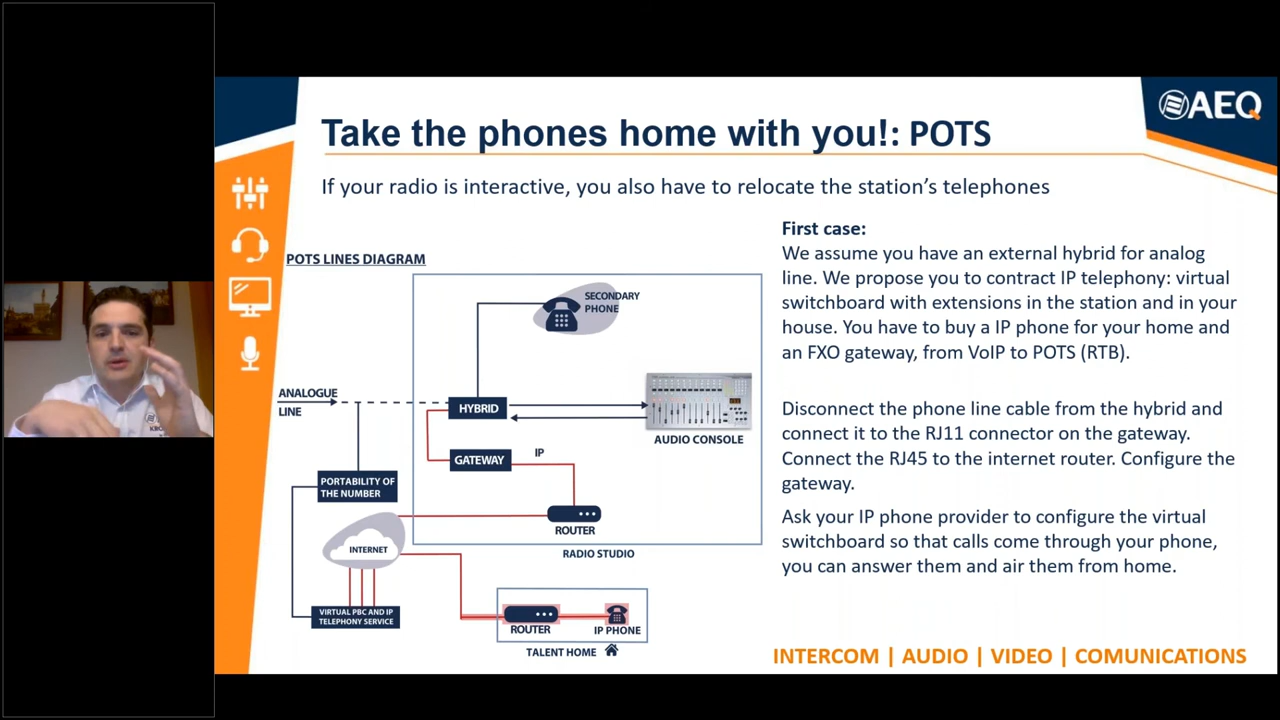 AEQ
Take the phones home with you!: POTS
If your radio is interactive, you also have to relocate the station's telephones
POTS LINES DIAGRAM
SECONDARY
PHONE
ANALOGUE
LINE
HYBRID
AUDIO CONSOLE
GATEWAY
IP
PORTABILITY OF
THE NUMBER
ROUTER
INTERNET
RADIO STUDIO
VIRTUAL PBC AND IP
TELEPHONY SERVICE
ROUTER
IP PHONE
TALENT HOME
First case:
We assume you have an external hybrid for analog
line. We propose you to contract IP telephony: virtual
switchboard with extensions in the station and in your
house. You have to buy a IP phone for your home and
an FXO gateway, from VoIP to POTS (RTB).
Disconnect the phone line cable from the hybrid and
connect it to the RJ11 connector on the gateway.
Connect the RJ45 to the internet router. Configure the
gateway.
Ask your IP phone provider to configure the virtual
switchboard so that calls come through your phone,
you can answer them and air them from home.
INTERCOM | AUDIO | VIDEO | COMUNICATIONS